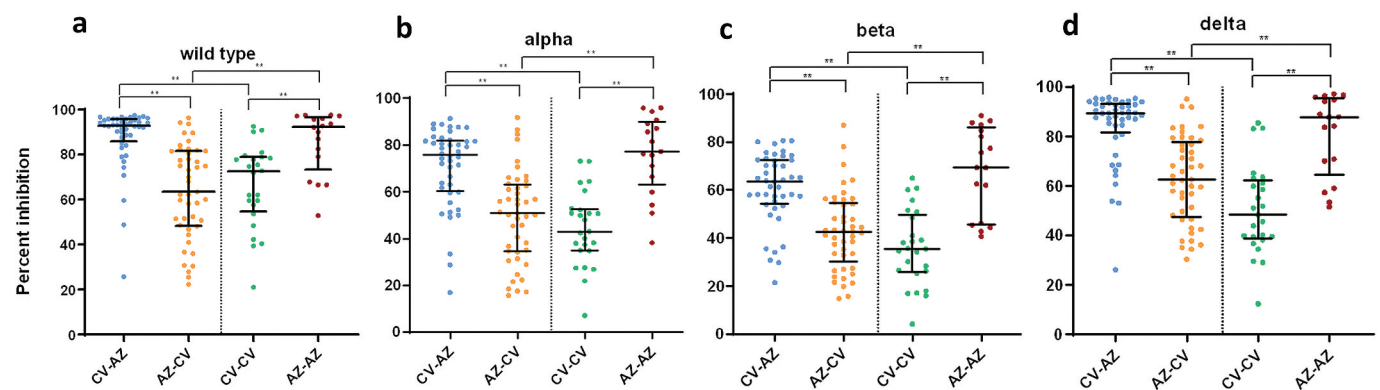 a
wild type
**
**
**
**
Percent inhibition
100
80
60
40
20
0
CV-AZ
AZ-CV
CV-CV
AZ-AZ
b
alpha
**
**
**
**
100
80
60
40
20
0
CV-AZ
AZ-CV
CV-CV
AZ-AZ
c
beta
**
**
**
**
100
80
60
40
20
0
CV-AZ
AZ-CV
CV-CV
AZ-AZ
d
delta
**
**
**
**
100
80
60
40
20
0
CV-AZ
AZ-CV
CV-CV
AZ-AZ